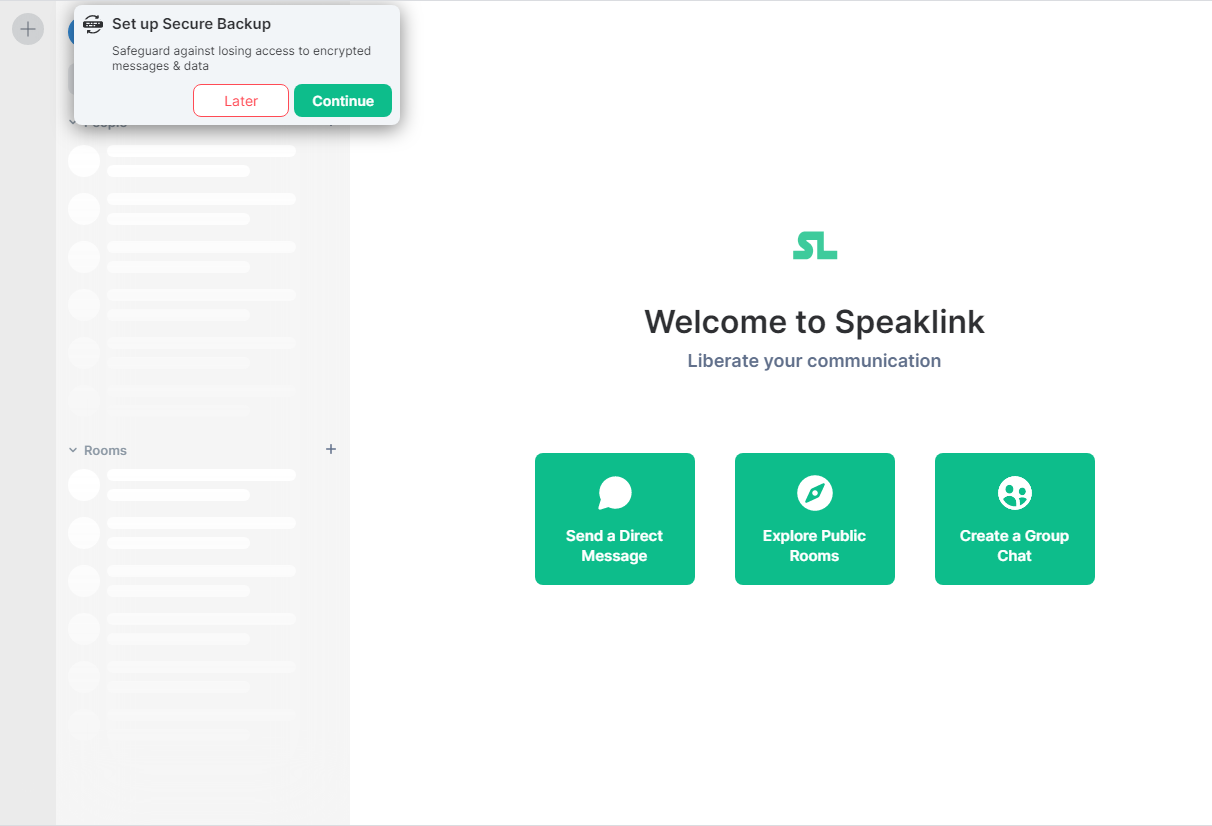 Set up Secure Backup
Safeguard against losing access to encrypted
messages & data
Later
Continue
Rooms
SL
Welcome to Speaklink
Liberate your communication
Send a Direct
Message
Explore Public
Rooms
Create a Group
Chat